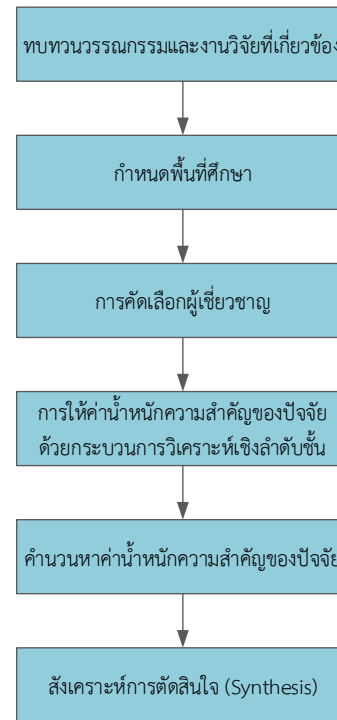 ทบทวนวรรณกรรมและงานวิจัยที่เกี่ยวข้อง
กำหนดพื้นที่ศึกษา
การคัดเลือกผู้เชี่ยวชาญ
การให้ค่าน้ำหนักความสำคัญของปัจจัย
ด้วยกระบวนการวิเคราะห์เชิงลำดับชั้น
คำนวนหาค่าน้ำหนักความสำคัญของปัจจัย
สังเคราะห์การตัดสินใจ (Synthesis)